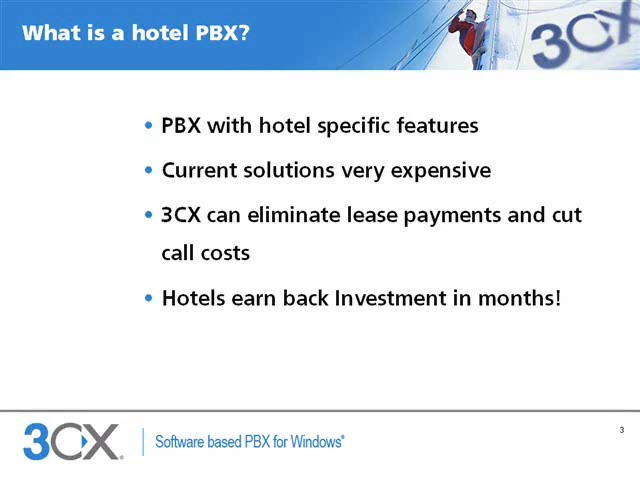 What is a hotel PBX?
3CX
• PBX with hotel specific features
• Current solutions very expensive
• 3CX can eliminate lease payments and cut
call costs
• Hotels earn back Investment in months!
3
3CX®
Software based PBX for Windows®